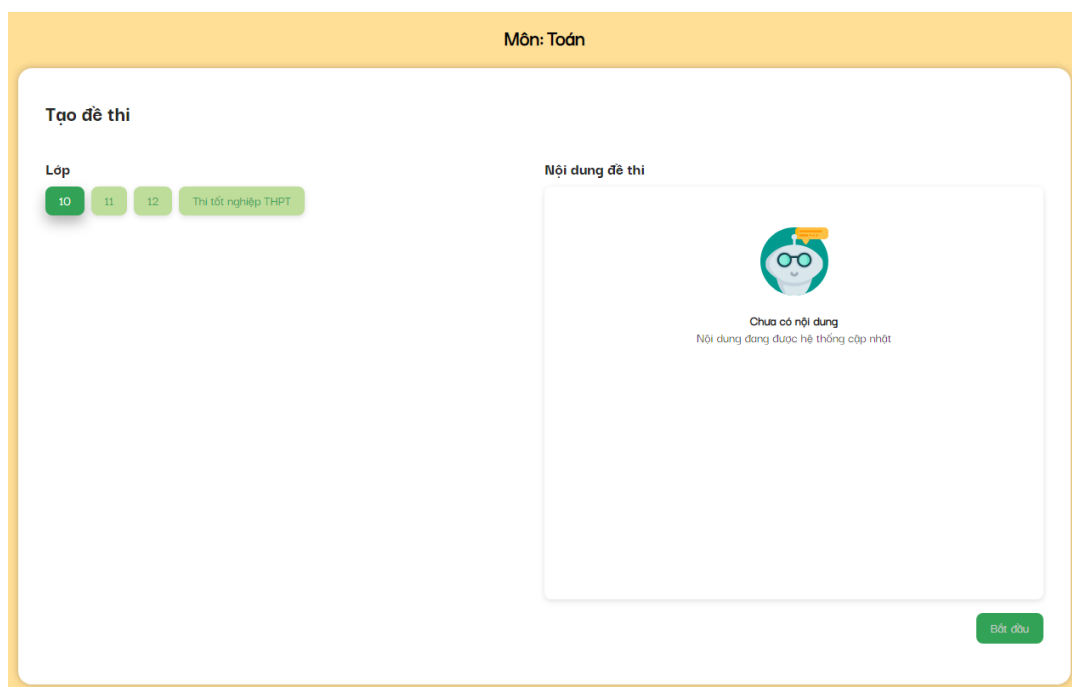 Môn: Toán
Tạo đề thi
Lớp
10 11 12 Thi tốt nghiệp THPT
Nội dung đề thi
Chưa có nội dung
Nội dung đang được hệ thống cập nhật
Bắt đầu